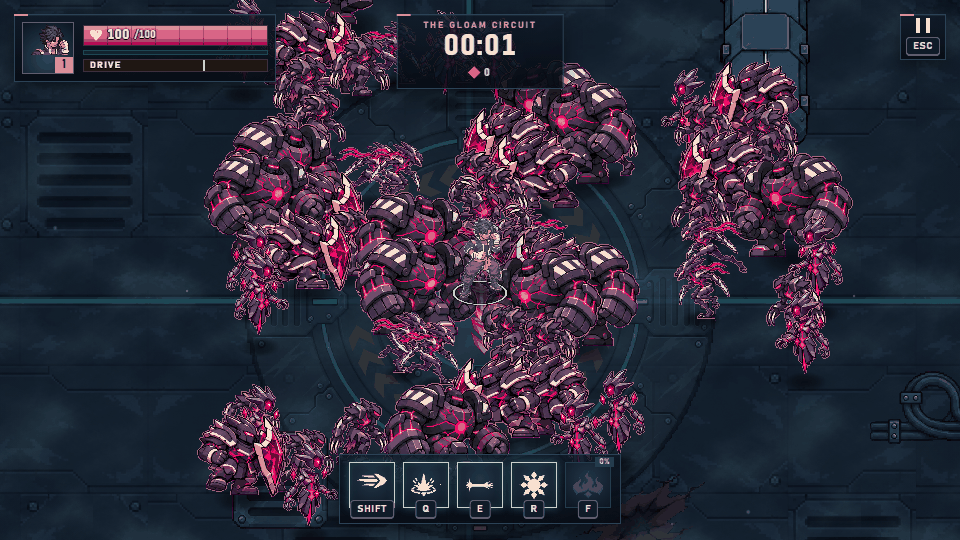 100 /100
1
DRIVE
THE GLOAM CIRCUIT
00:01
0
ESC
0%
SHIFT
Q
E
R
F